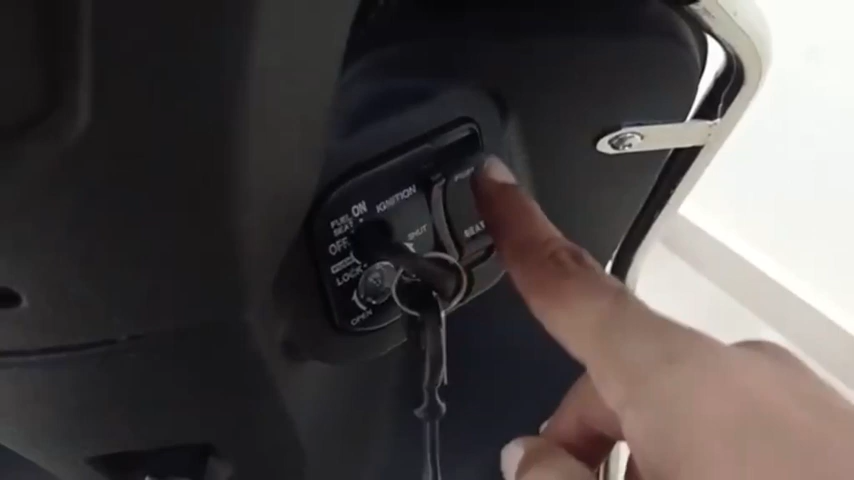 ON
IGNITION
FUEL
SEAT
OFF
SHUT
SEAT
LOCK
OPEN